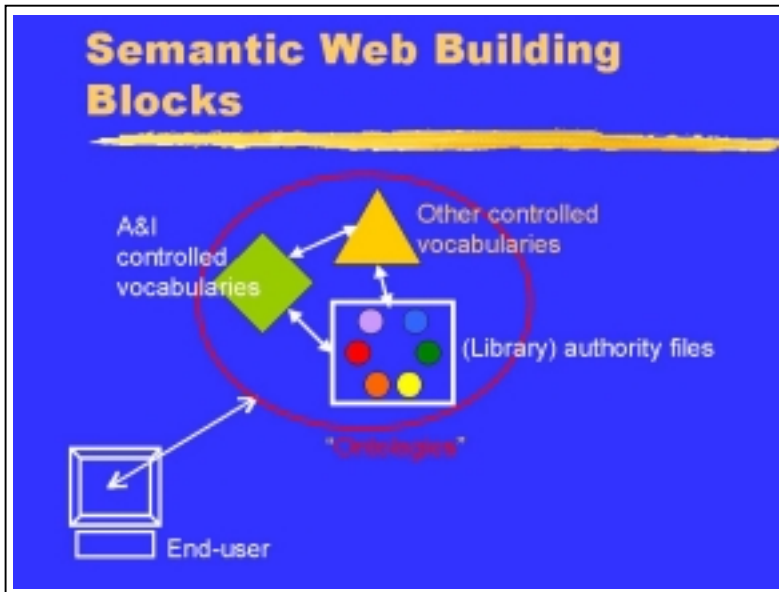 Semantic Web Building
Blocks
A&I
controlled
vocabularies
Other controlled
vocabularies
(Library) authority files
"Ontologies"
End-user